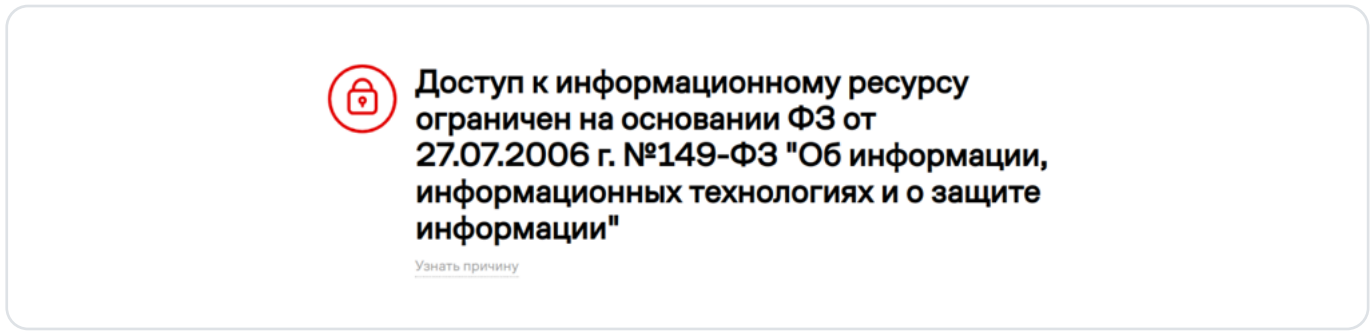 Доступ к информационному ресурсу
ограничен на основании ФЗ от
27.07.2006 г. №149-ФЗ "Об информации,
информационных технологиях и о защите
информации"
Узнать причину